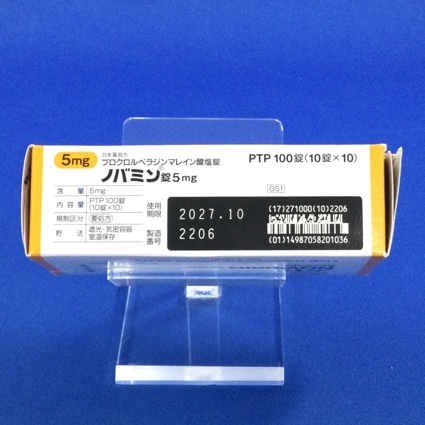 5mg
日本薬局方
プロクロルペラジンマレイン酸塩錠
ノバミン錠5mg
PTP 100錠(10錠×10)
含量 5mg
内容量 PTP 100錠
(10錠×10)
規制区分 要処方
貯法 遮光・気密容器・
室温保存
使用
期限 2027.10
製造
番号 2206
GS1
(17)271000(10)2206
(01)14987058201036